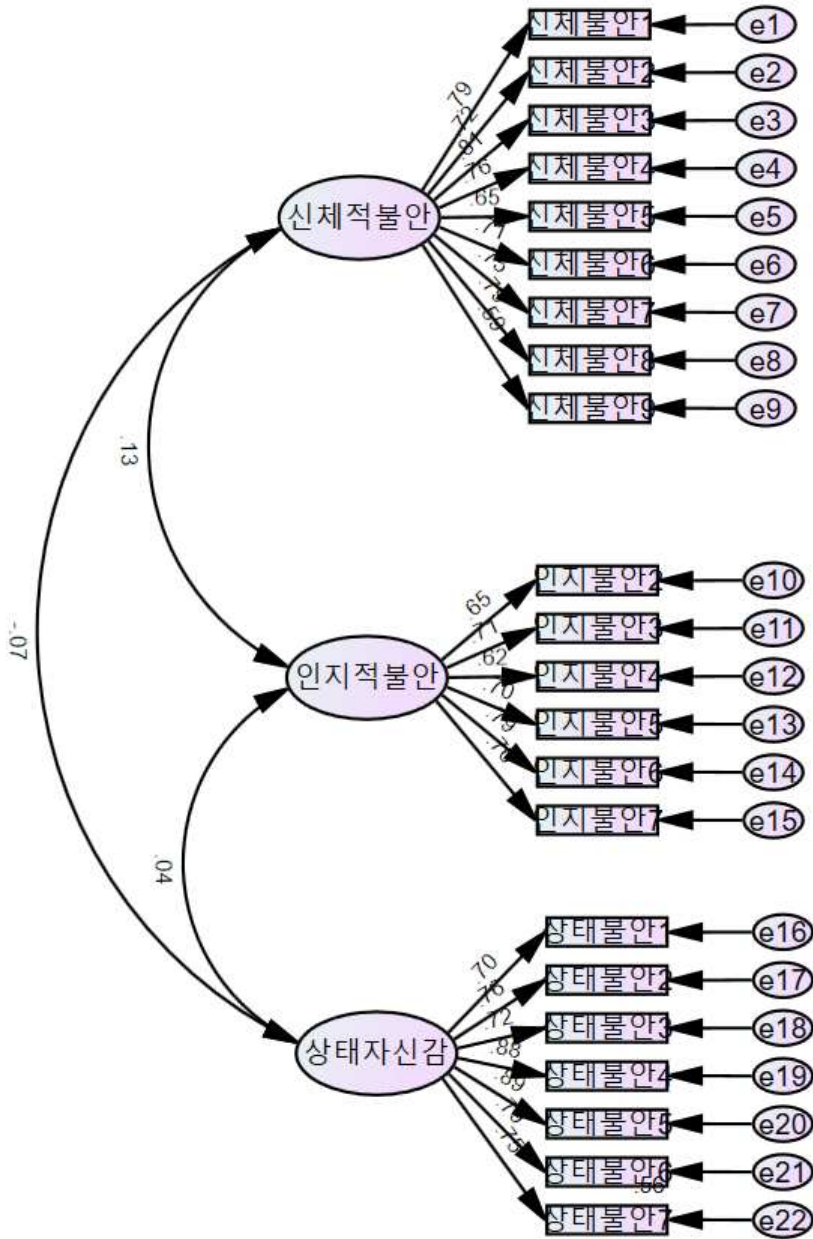 신체불안1 e1
신체불안2 e2
.79
신체불안3 e3
.72
.81
신체불안4 e4
.76
신체적불안
.65
신체불안5 e5
신체불안6 e6
신체불안7 e7
신체불안8 e8
신체불안9 e9
.13
인지불안2 e10
.65
인지불안3 e11
.62
인지적불안
인지불안4 e12
.70
인지불안5 e13
.79
인지불안6 e14
인지불안7 e15
-.07
.04
상태불안1 e16
.70
상태불안2 e17
.72
상태불안3 e18
.88
상태자신감
상태불안4 e19
.89
상태불안5 e20
.75
상태불안6 e21
.56
상태불안7 e22